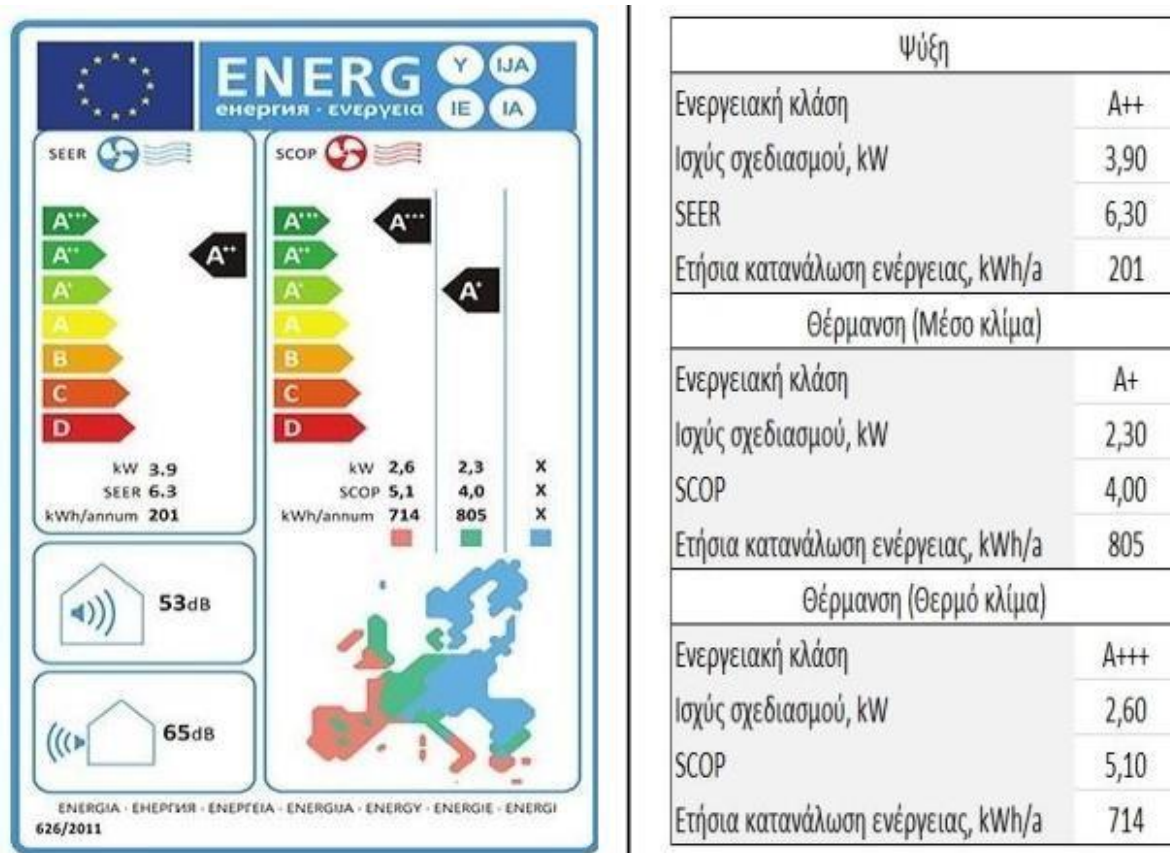 ENERG
енергия · ενεργεια
Y IJA
IE IA
SEER
A+++
A++
A+
A
B
C
D
A++
kW 3.9
SEER 6.3
kWh/annum 201
SCOP
A+++
A++
A+
A
B
C
D
A+++
A+
kW 2,6 2,3 X
SCOP 5,1 4,0 X
kWh/annum 714 805 X
53dB
65dB
ENERGIA · ЕНЕРГИЯ · ΕΝΕΡΓΕΙΑ · ENERGIJA · ENERGY · ENERGIE · ENERGI
626/2011
Ψύξη
Ενεργειακή κλάση A++
Ισχύς σχεδιασμού, kW 3,90
SEER 6,30
Ετήσια κατανάλωση ενέργειας, kWh/a 201
Θέρμανση (Μέσο κλίμα)
Ενεργειακή κλάση A+
Ισχύς σχεδιασμού, kW 2,30
SCOP 4,00
Ετήσια κατανάλωση ενέργειας, kWh/a 805
Θέρμανση (Θερμό κλίμα)
Ενεργειακή κλάση A+++
Ισχύς σχεδιασμού, kW 2,60
SCOP 5,10
Ετήσια κατανάλωση ενέργειας, kWh/a 714